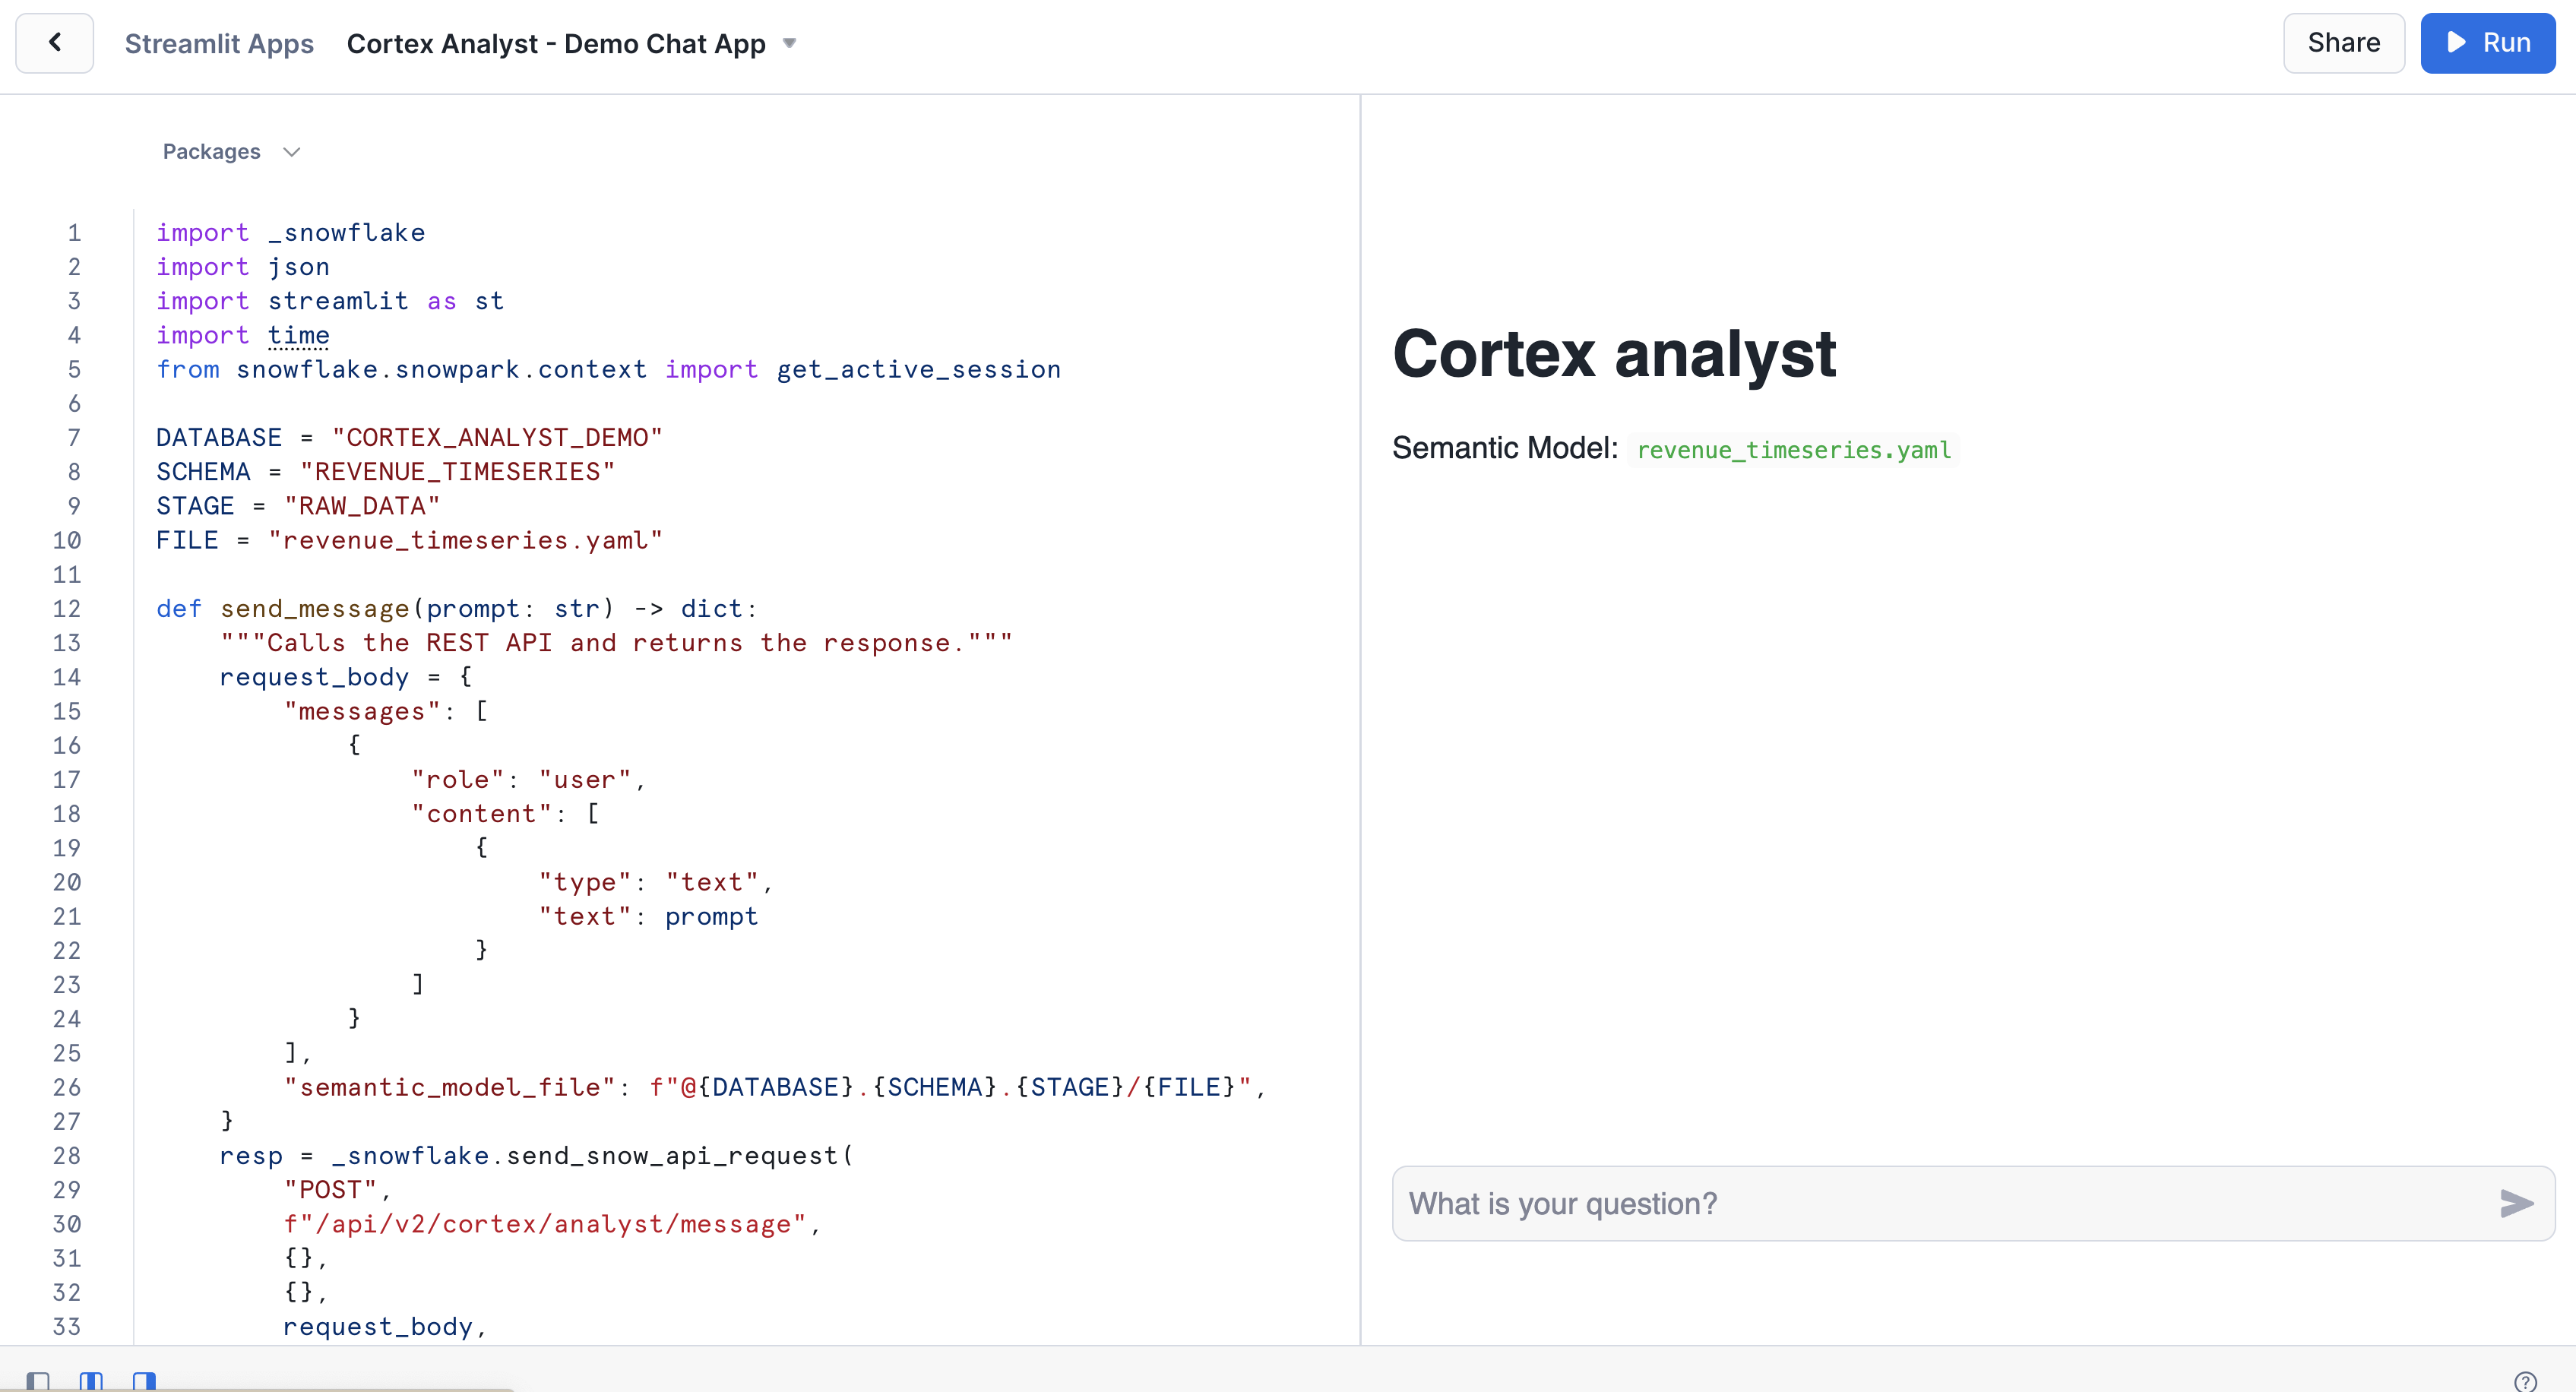 Streamlit Apps Cortex Analyst - Demo Chat App
Share
Run
Packages
1 import _snowflake
2 import json
3 import streamlit as st
4 import time
5 from snowflake.snowpark.context import get_active_session
6
7 DATABASE = "CORTEX_ANALYST_DEMO"
8 SCHEMA = "REVENUE_TIMESERIES"
9 STAGE = "RAW_DATA"
10 FILE = "revenue_timeseries.yaml"
11
12 def send_message(prompt: str) -> dict:
13     """Calls the REST API and returns the response."""
14     request_body = {
15         "messages": [
16             {
17                 "role": "user",
18                 "content": [
19                     {
20                         "type": "text",
21                         "text": prompt
22                     }
23                 ]
24             }
25         ],
26         "semantic_model_file": f"@{DATABASE}.{SCHEMA}.{STAGE}/{FILE}",
27     }
28     resp = _snowflake.send_snow_api_request(
29         "POST",
30         f"/api/v2/cortex/analyst/message",
31         {},
32         {},
33         request_body,
Cortex analyst
Semantic Model: revenue_timeseries.yaml
What is your question?
?